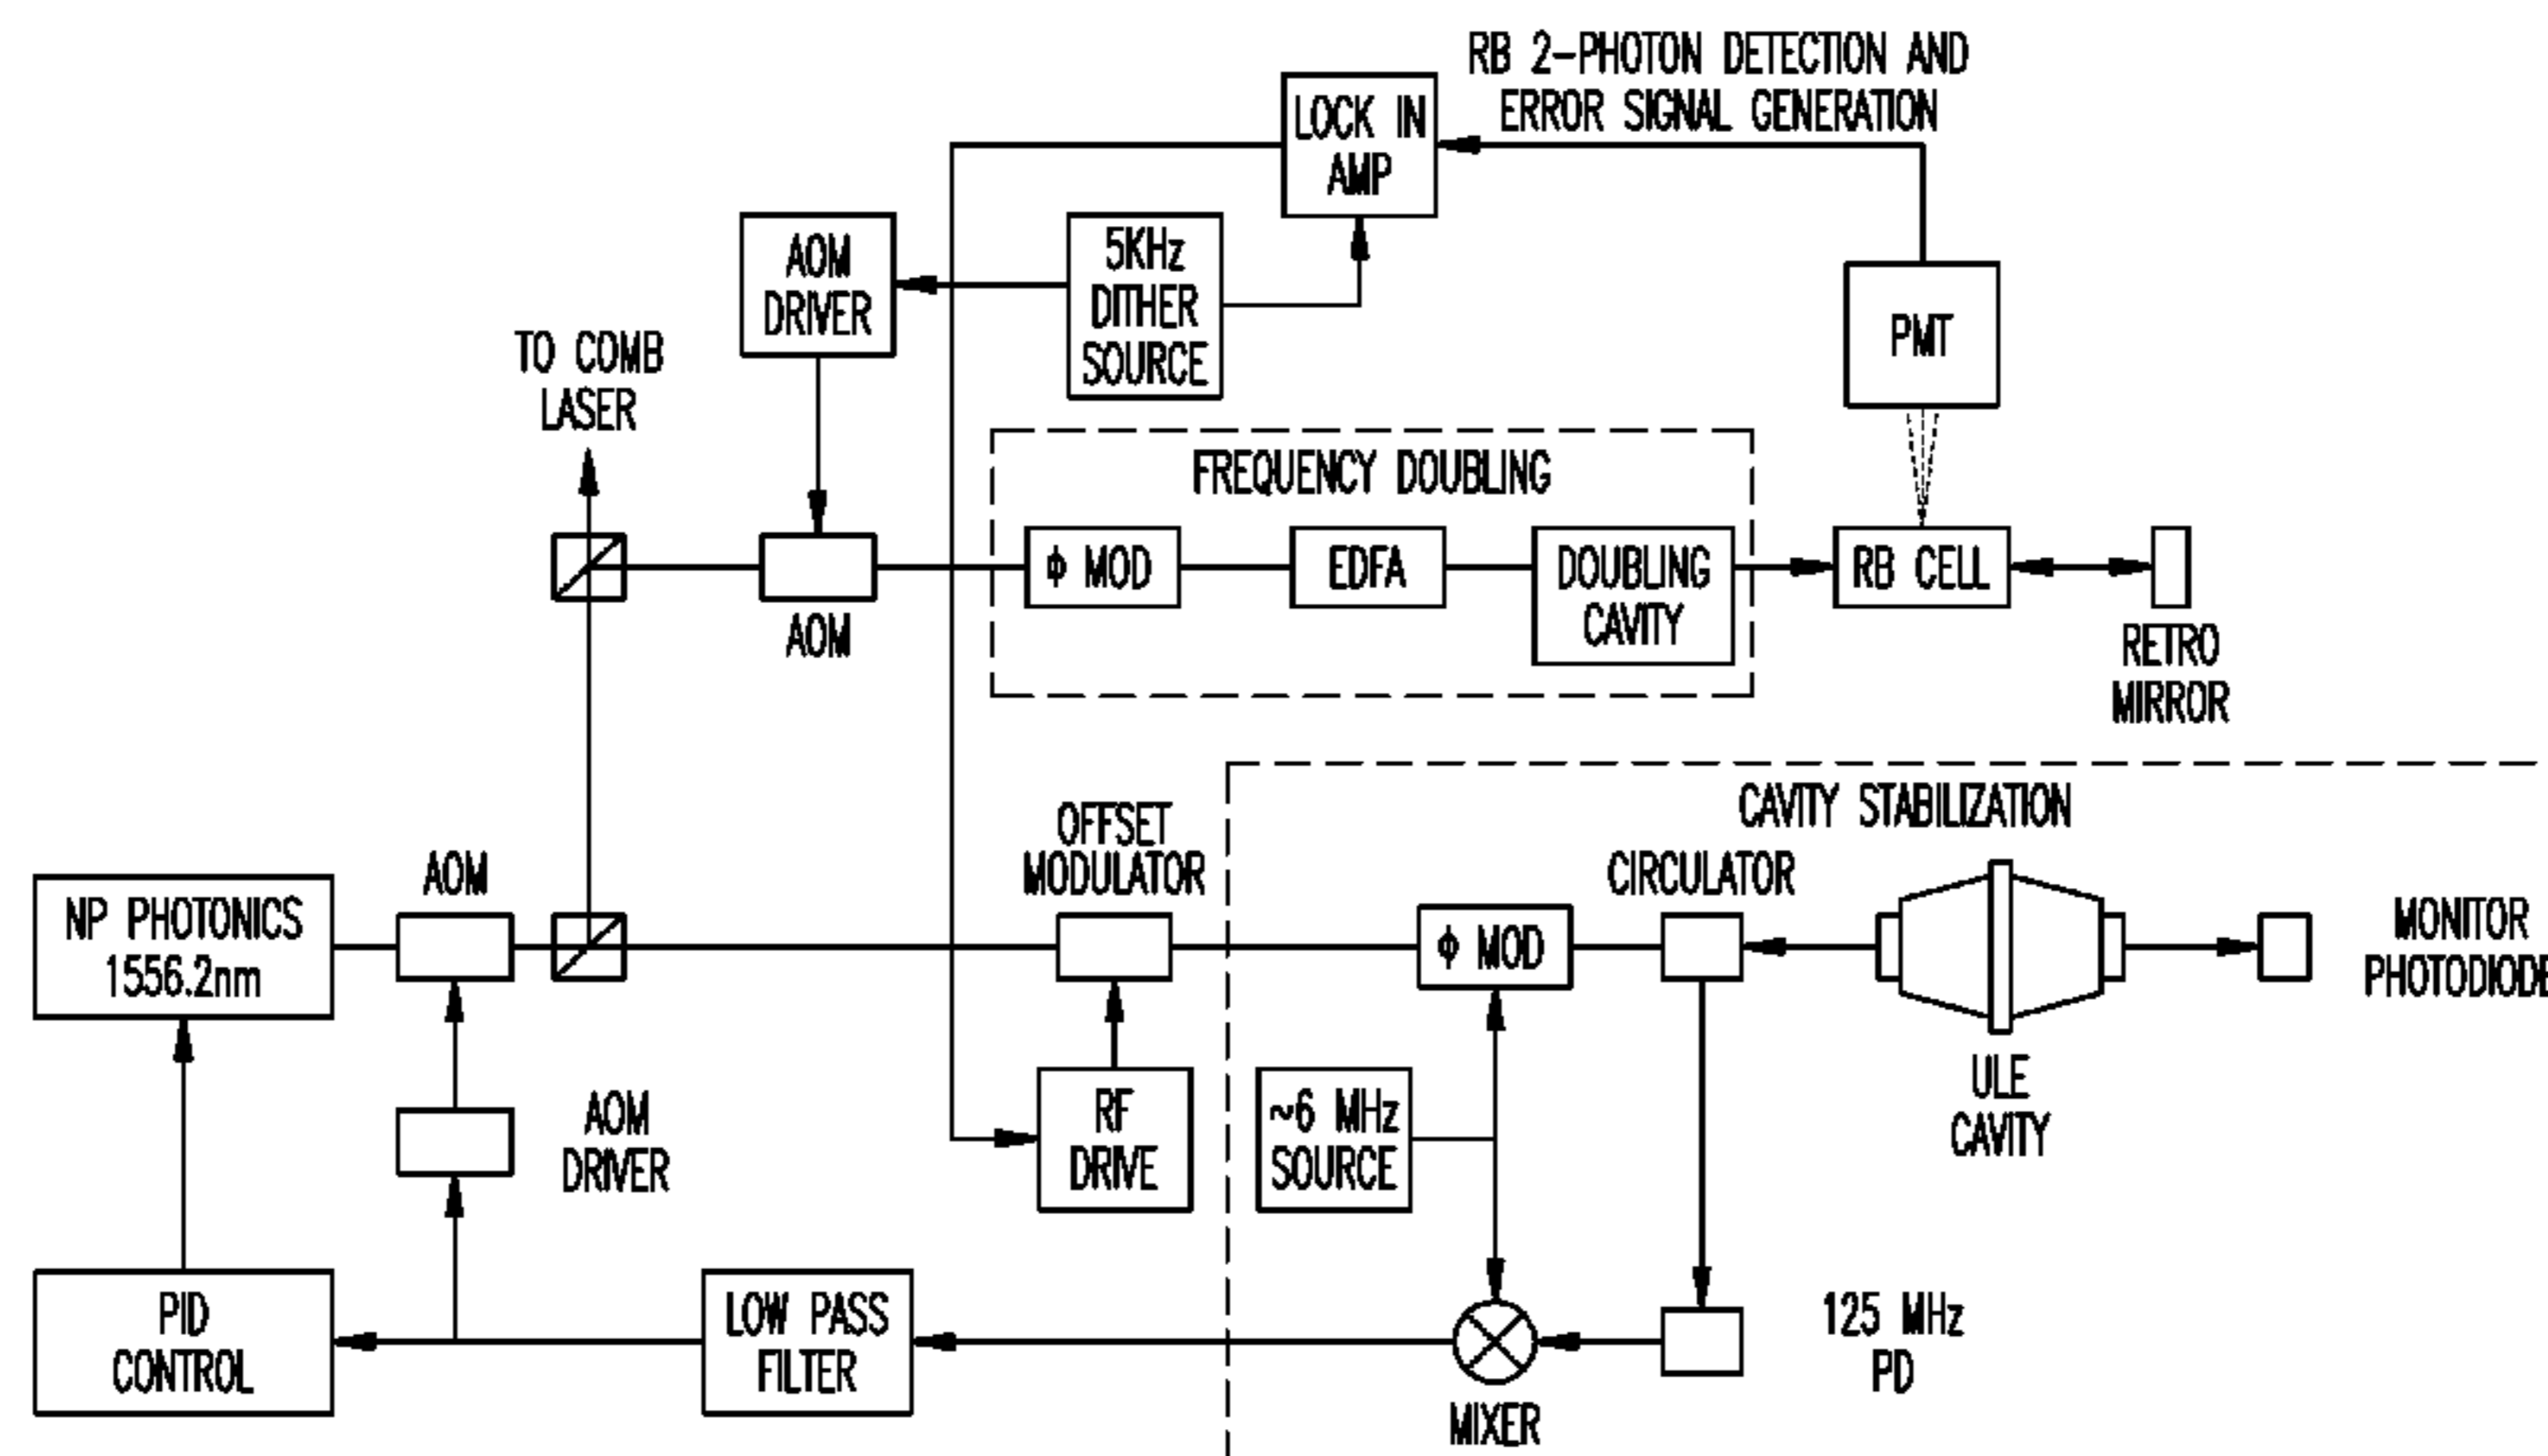 RB 2-PHOTON DETECTION AND
ERROR SIGNAL GENERATION
LOCK IN
AMP
AOM
DRIVER
5KHz
DITHER
SOURCE
PMT
TO COMB
LASER
FREQUENCY DOUBLING
Φ MOD
EDFA
DOUBLING
CAVITY
RB CELL
AOM
RETRO
MIRROR
CAVITY STABILIZATION
OFFSET
MODULATOR
CIRCULATOR
AOM
NP PHOTONICS
1556.2nm
Φ MOD
MONITOR
PHOTODIODE
ULE
CAVITY
AOM
DRIVER
RF
DRIVE
~6 MHz
SOURCE
PID
CONTROL
LOW PASS
FILTER
125 MHz
PD
MIXER